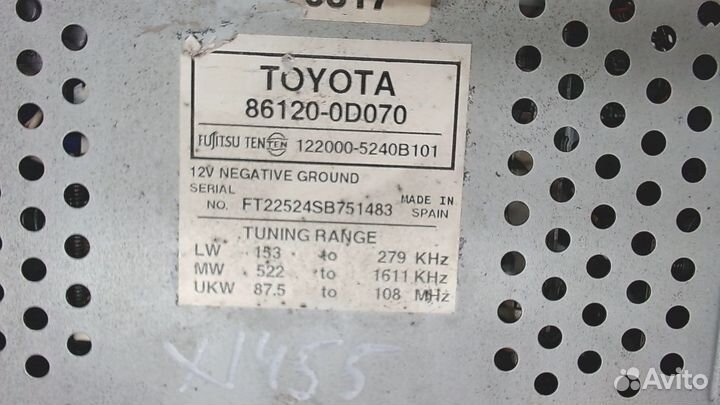 TOYOTA
86120-0D070
FUJITSU TEN TEN 122000-5240B101
12V NEGATIVE GROUND
SERIAL
NO. FT22524SB751483 MADE IN SPAIN
TUNING RANGE
LW 153 to 279 KHz
MW 522 to 1611 KHz
UKW 87.5 to 108 MHz
X1455
Avito